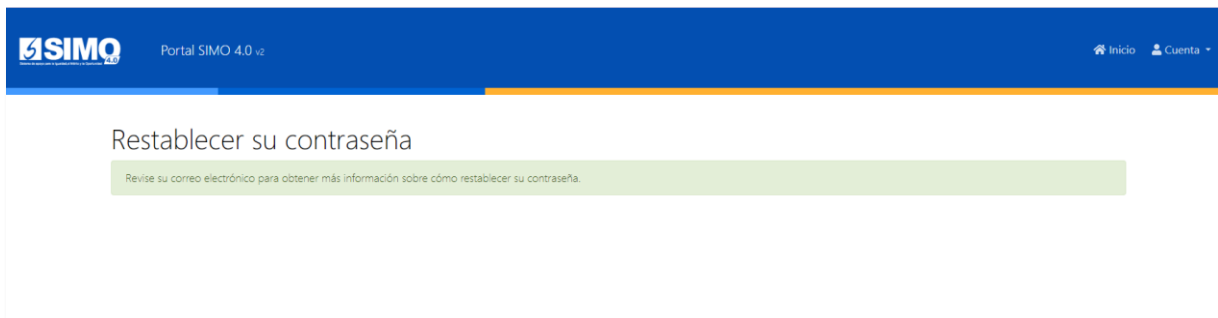 SIMO
4.0
Portal SIMO 4.0 v2
Inicio
Cuenta
Restablecer su contraseña
Revise su correo electrónico para obtener más información sobre cómo restablecer su contraseña.